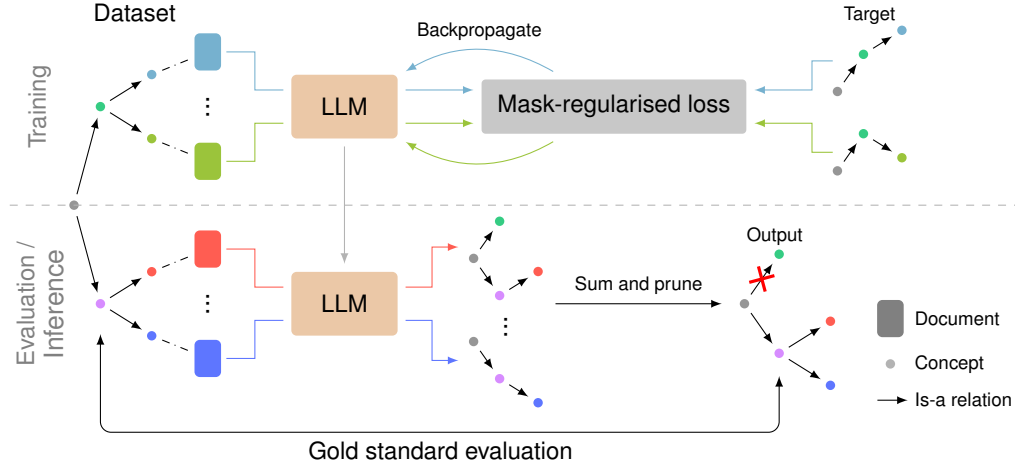 Dataset
Backpropagate
Target
Training
LLM
Mask-regularised loss
Evaluation /
Inference
LLM
Sum and prune
Output
Document
Concept
Is-a relation
Gold standard evaluation